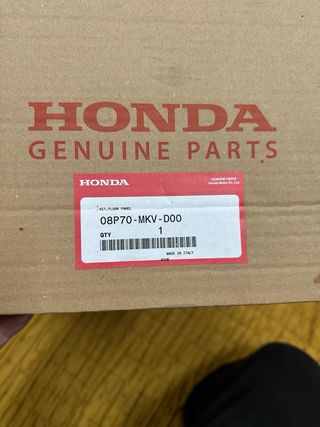 HONDA
GENUINE PARTS
HONDA
GENUINE PARTS
Honda Motor Co., Ltd.
KIT,FLOOR PANEL
08P70-MKV-D00
QTY 1
MADE IN ITALY